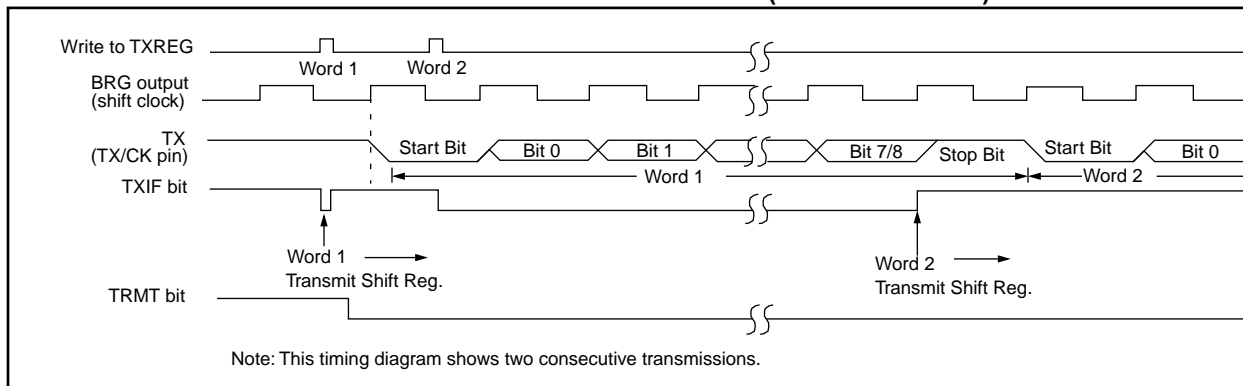 Write to TXREG
Word 1
Word 2
BRG output
(shift clock)
TX
(TX/CK pin)
Start Bit
Bit 0
Bit 1
Bit 7/8
Stop Bit
Start Bit
Bit 0
Word 1
Word 2
TXIF bit
Word 1
Transmit Shift Reg.
Word 2
Transmit Shift Reg.
TRMT bit
Note: This timing diagram shows two consecutive transmissions.